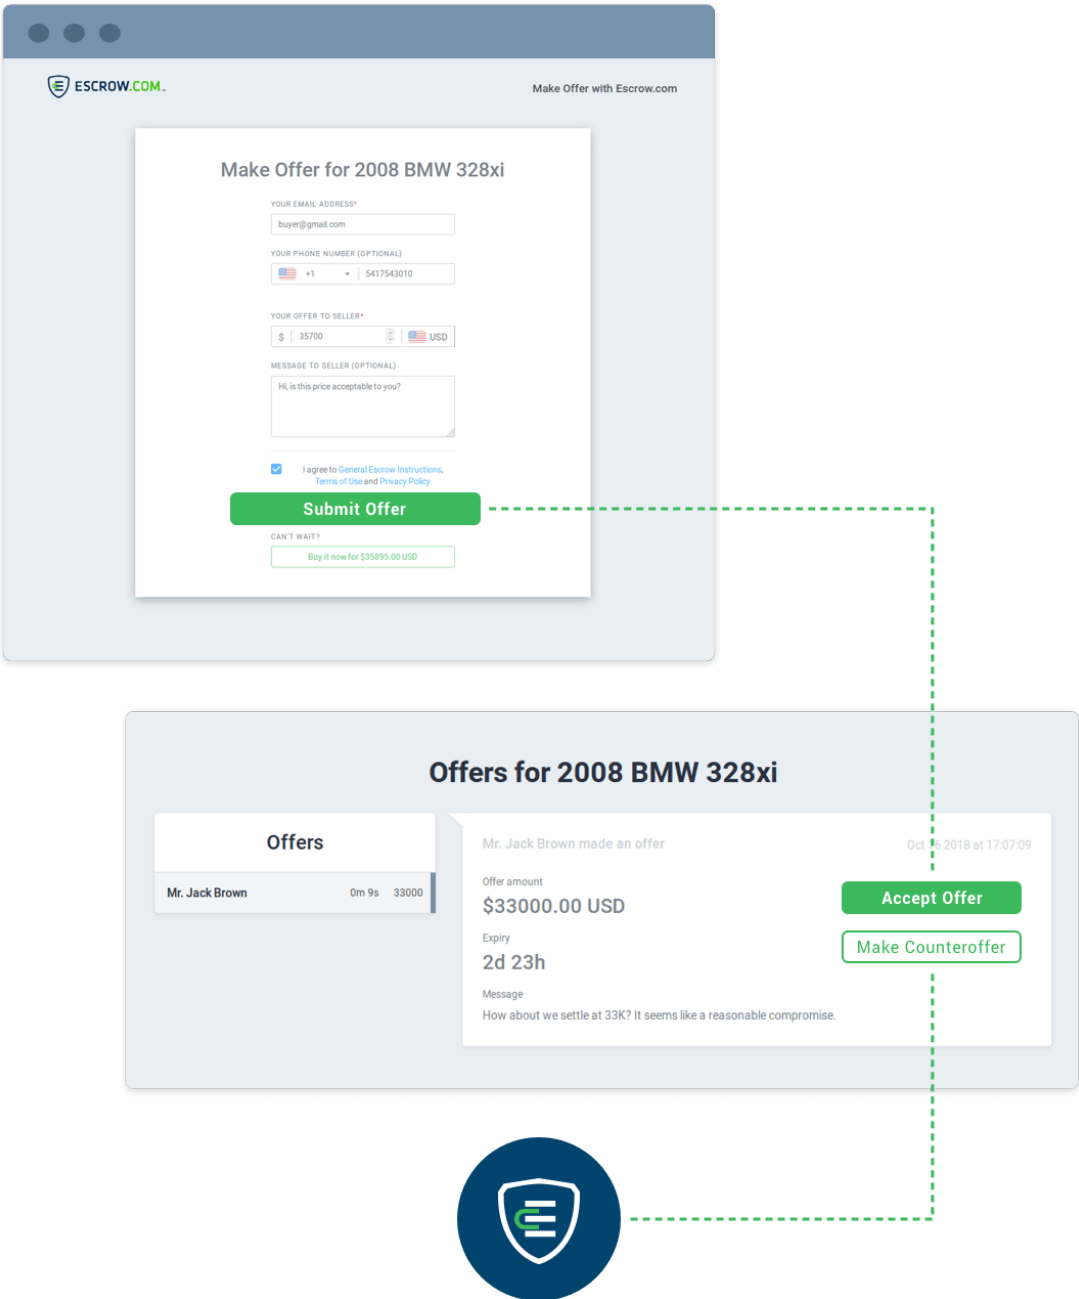 ESCROW.COM
Make Offer with Escrow.com
Make Offer for 2008 BMW 328xi
YOUR EMAIL ADDRESS*
buyer@gmail.com
YOUR PHONE NUMBER (OPTIONAL)
+1 5417543010
YOUR OFFER TO SELLER*
$ 35700 USD
MESSAGE TO SELLER (OPTIONAL)
Hi, is this price acceptable to you?
I agree to General Escrow Instructions,
Terms of Use and Privacy Policy
Submit Offer
CAN'T WAIT?
Buy it now for $35895.00 USD
Offers for 2008 BMW 328xi
Offers
Mr. Jack Brown 0m 9s 33000
Mr. Jack Brown made an offer
Oct 16 2018 at 17:07:09
Offer amount
$33000.00 USD
Accept Offer
Expiry
2d 23h
Make Counteroffer
Message
How about we settle at 33K? It seems like a reasonable compromise.